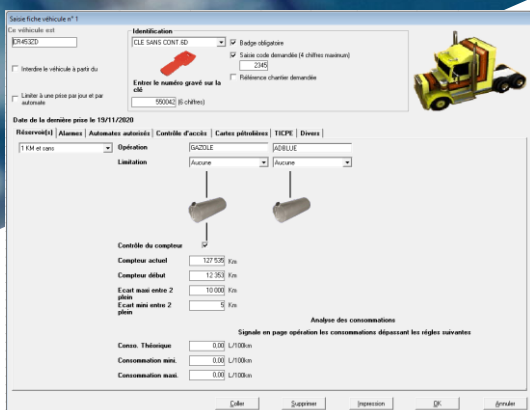 Saisie fiche véhicule n° 1
Ce véhicule est
CR453ZD
Interdire le véhicule à partir du
Limiter à une prise par jour et par
automate
Identification
CLE SANS CONT.6D
Entrer le numéro gravé sur la
clé
550042 (6 chiffres)
Badge obligatoire
Saisie code demandée (4 chiffres maximum)
2345
Référence chantier demandée
Date de la dernière prise le 19/11/2020
Réservoir(s) Alarmes Automates autorisés Contrôle d'accès Cartes pétrolières TICPE Divers
1 KM et sans
Opération GAZOLE ADBLUE
Limitation Aucune Aucune
Contrôle du compteur
Compteur actuel 127 535 Km
Compteur début 12 353 Km
Ecart maxi entre 2
plein 10 000 Km
Ecart mini entre 2
plein 5 Km
Analyse des consommations
Signale en page opération les consommations dépassant les régles suivantes
Conso. Théorique 0,00 L/100km
Consommation mini. 0,00 L/100km
Consommation maxi. 0,00 L/100km
Coller Supprimer Impression OK Annuler